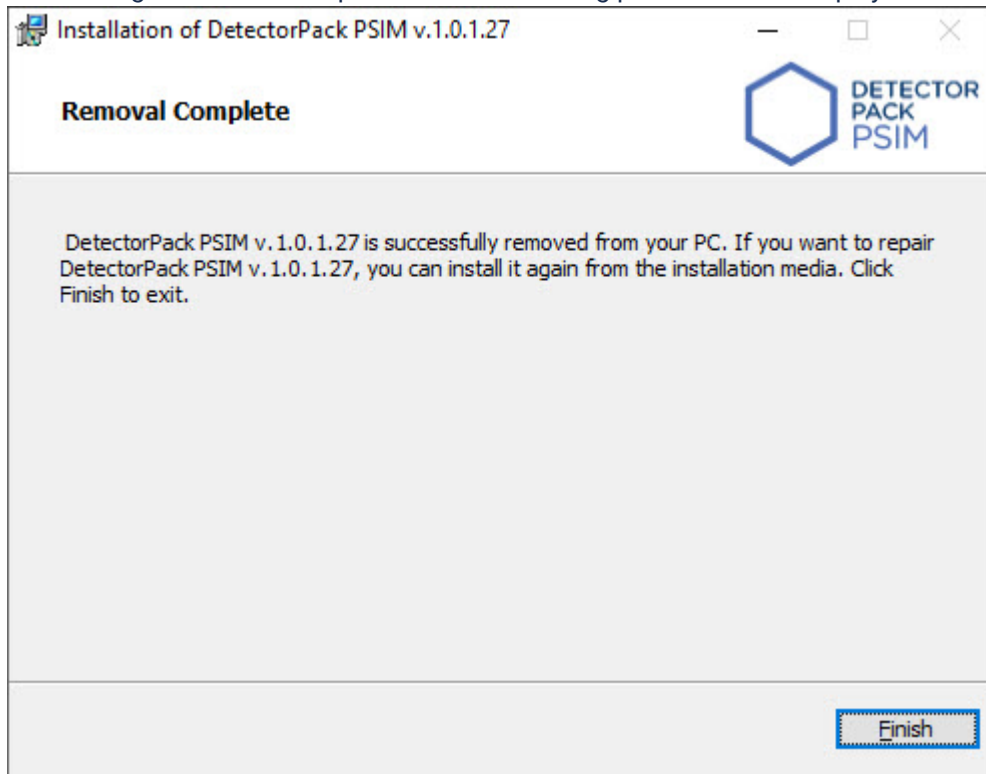 Installation of DetectorPack PSIM v.1.0.1.27
Removal Complete
DETECTOR
PACK
PSIM
DetectorPack PSIM v.1.0.1.27 is successfully removed from your PC. If you want to repair
DetectorPack PSIM v.1.0.1.27, you can install it again from the installation media. Click
Finish to exit.
Finish